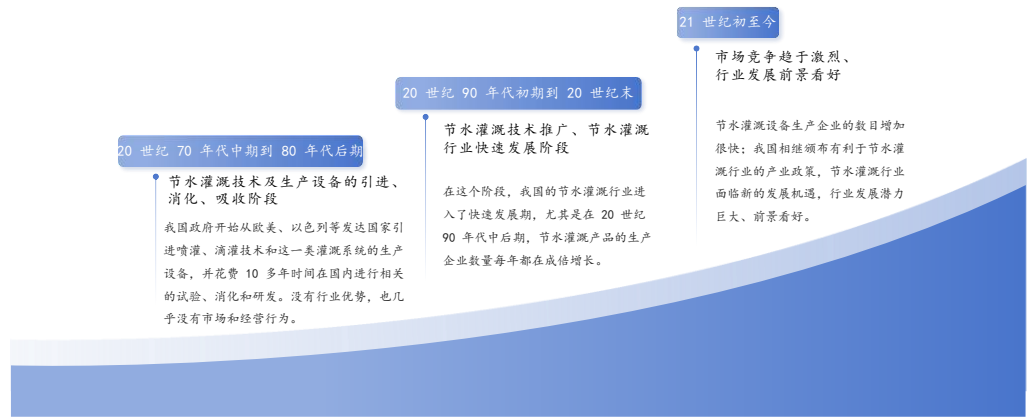 20 世纪 70 年代中期到 80 年代后期
节水灌溉技术及生产设备的引进、
消化、吸收阶段
我国政府开始从欧美、以色列等发达国家引
进喷灌、滴灌技术和这一类灌溉系统的生产
设备，并花费 10 多年时间在国内进行相关
的试验、消化和研发。没有行业优势，也几
乎没有市场和经营行为。
20 世纪 90 年代初期到 20 世纪末
节水灌溉技术推广、节水灌溉
行业快速发展阶段
在这个阶段，我国的节水灌溉行业进
入了快速发展期，尤其是在 20 世纪
90 年代中后期，节水灌溉产品的生产
企业数量每年都在成倍增长。
21 世纪初至今
市场竞争趋于激烈、
行业发展前景看好
节水灌溉设备生产企业的数目增加
很快；我国相继颁布有利于节水灌
溉行业的产业政策，节水灌溉行业
面临新的发展机遇，行业发展潜力
巨大、前景看好。